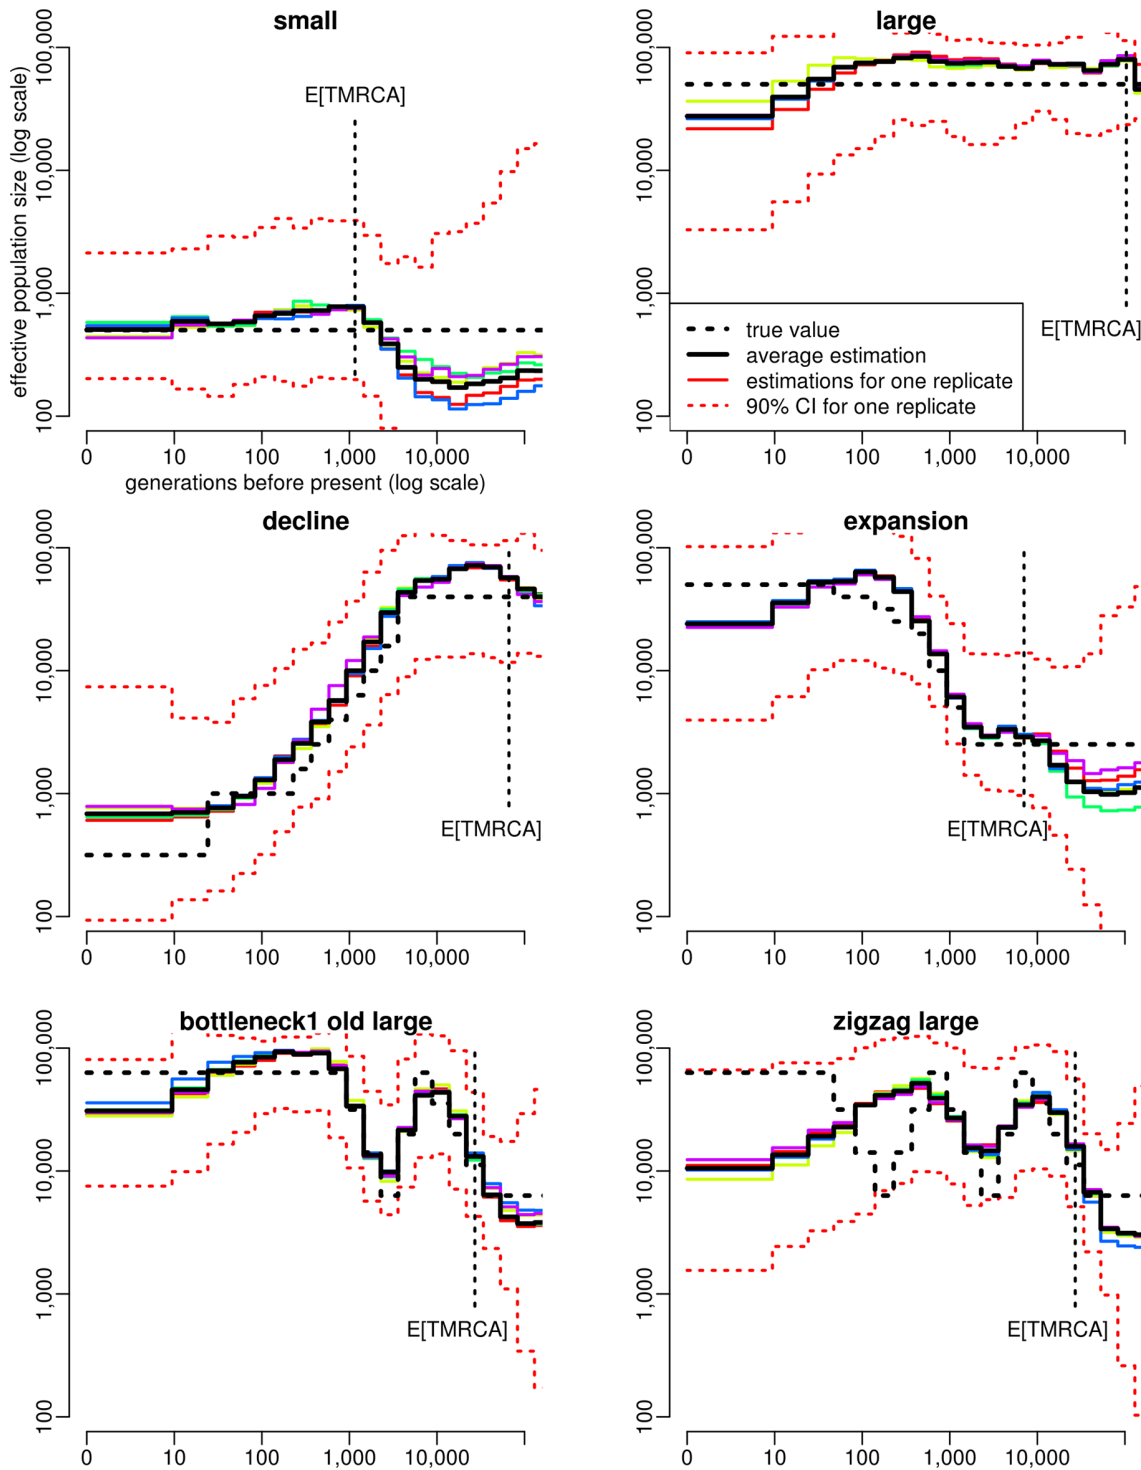 small
large
effective population size (log scale)
100,000
10,000
1,000
100
E[TMRCA]
0 10 100 1,000 10,000
generations before present (log scale)
100,000
10,000
1,000
100
E[TMRCA]
true value
average estimation
estimations for one replicate
90% CI for one replicate
0 10 100 1,000 10,000
decline
expansion
100,000
10,000
1,000
100
E[TMRCA]
0 10 100 1,000 10,000
100,000
10,000
1,000
100
E[TMRCA]
0 10 100 1,000 10,000
bottleneck1 old large
zigzag large
100,000
10,000
1,000
100
E[TMRCA]
0 10 100 1,000 10,000
100,000
10,000
1,000
100
E[TMRCA]
0 10 100 1,000 10,000